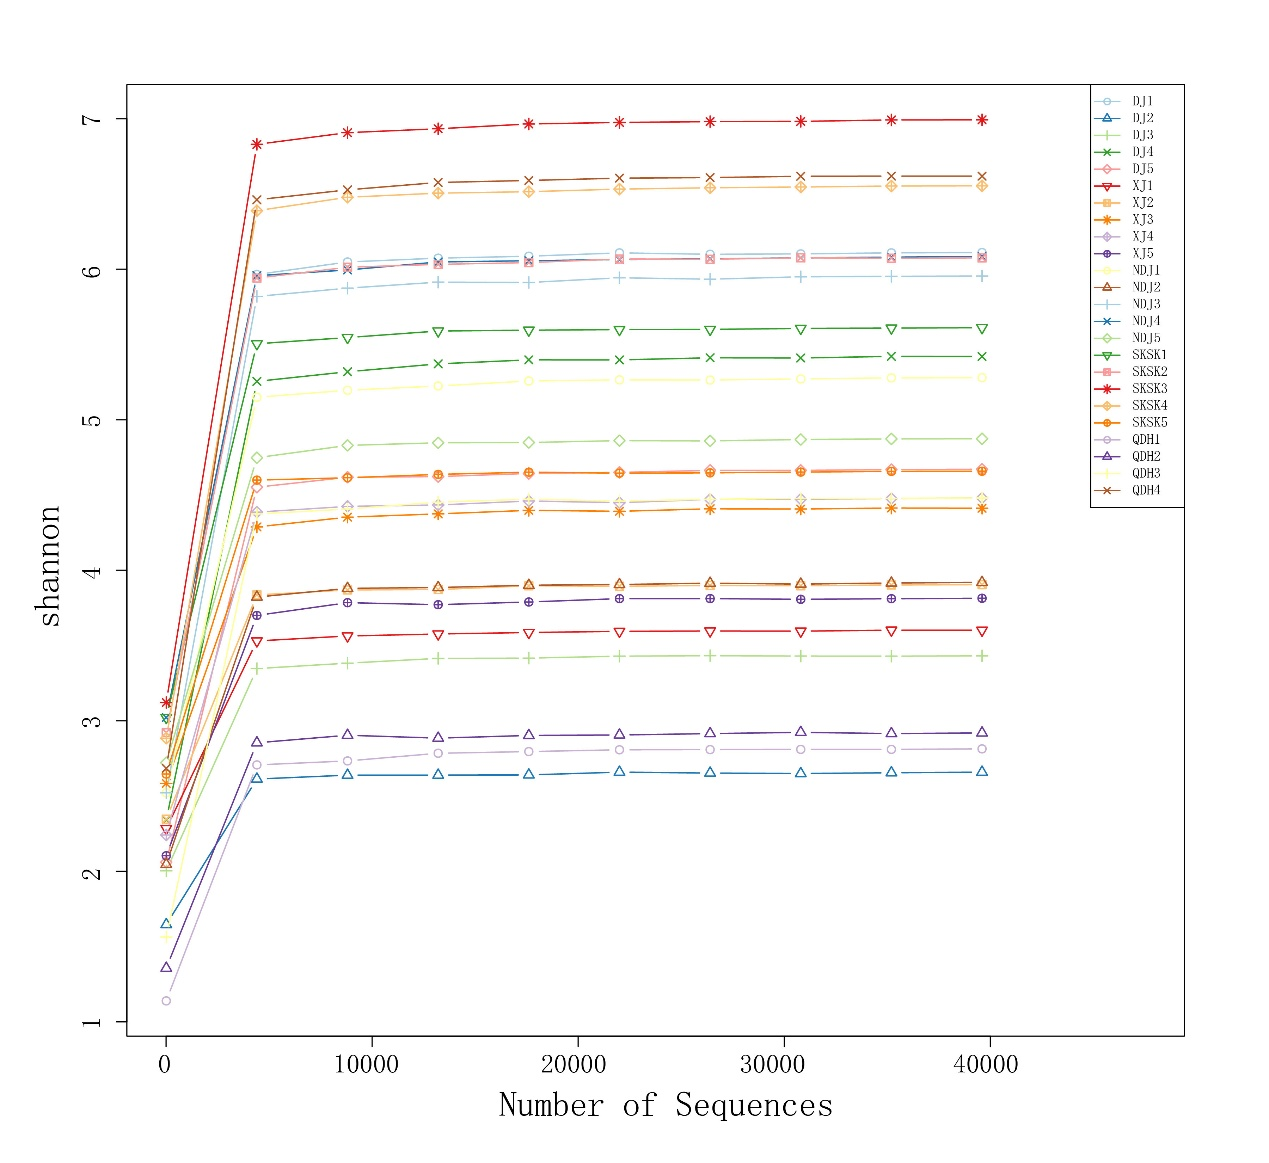 7
6
5
4
3
2
1
shannon
0 10000 20000 30000 40000
Number of Sequences
DJ1
DJ2
DJ3
DJ4
DJ5
XJ1
XJ2
XJ3
XJ4
XJ5
NDJ1
NDJ2
NDJ3
NDJ4
NDJ5
SKSK1
SKSK2
SKSK3
SKSK4
SKSK5
QDH1
QDH2
QDH3
QDH4